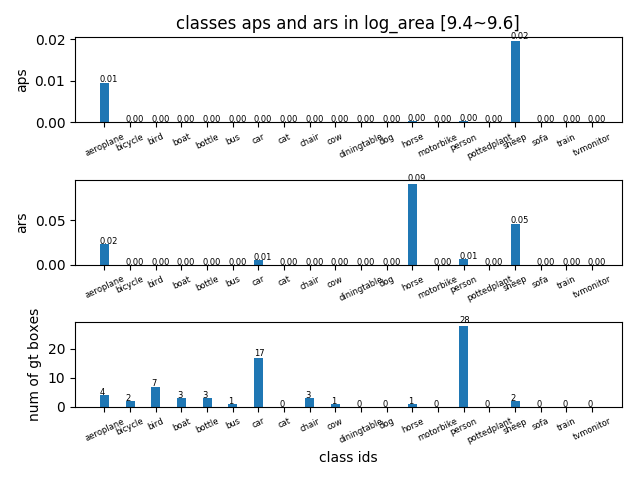 classes aps and ars in log_area [9.4~9.6]
aps
0.02
0.01
0.00
0.01 0.00 0.00 0.00 0.00 0.00 0.00 0.00 0.00 0.00 0.00 0.00 0.00 0.00 0.00 0.00 0.02 0.00 0.00 0.00
aeroplane bicycle bird boat bottle bus car cat chair cow diningtable dog horse motorbike person pottedplant sheep sofa train tvmonitor
ars
0.05
0.00
0.02 0.00 0.00 0.00 0.00 0.00 0.01 0.00 0.00 0.00 0.00 0.00 0.09 0.00 0.01 0.00 0.05 0.00 0.00 0.00
aeroplane bicycle bird boat bottle bus car cat chair cow diningtable dog horse motorbike person pottedplant sheep sofa train tvmonitor
num of gt boxes
20
10
0
4 2 7 3 3 1 17 0 3 1 0 0 1 0 28 0 2 0 0 0
aeroplane bicycle bird boat bottle bus car cat chair cow diningtable dog horse motorbike person pottedplant sheep sofa train tvmonitor
class ids